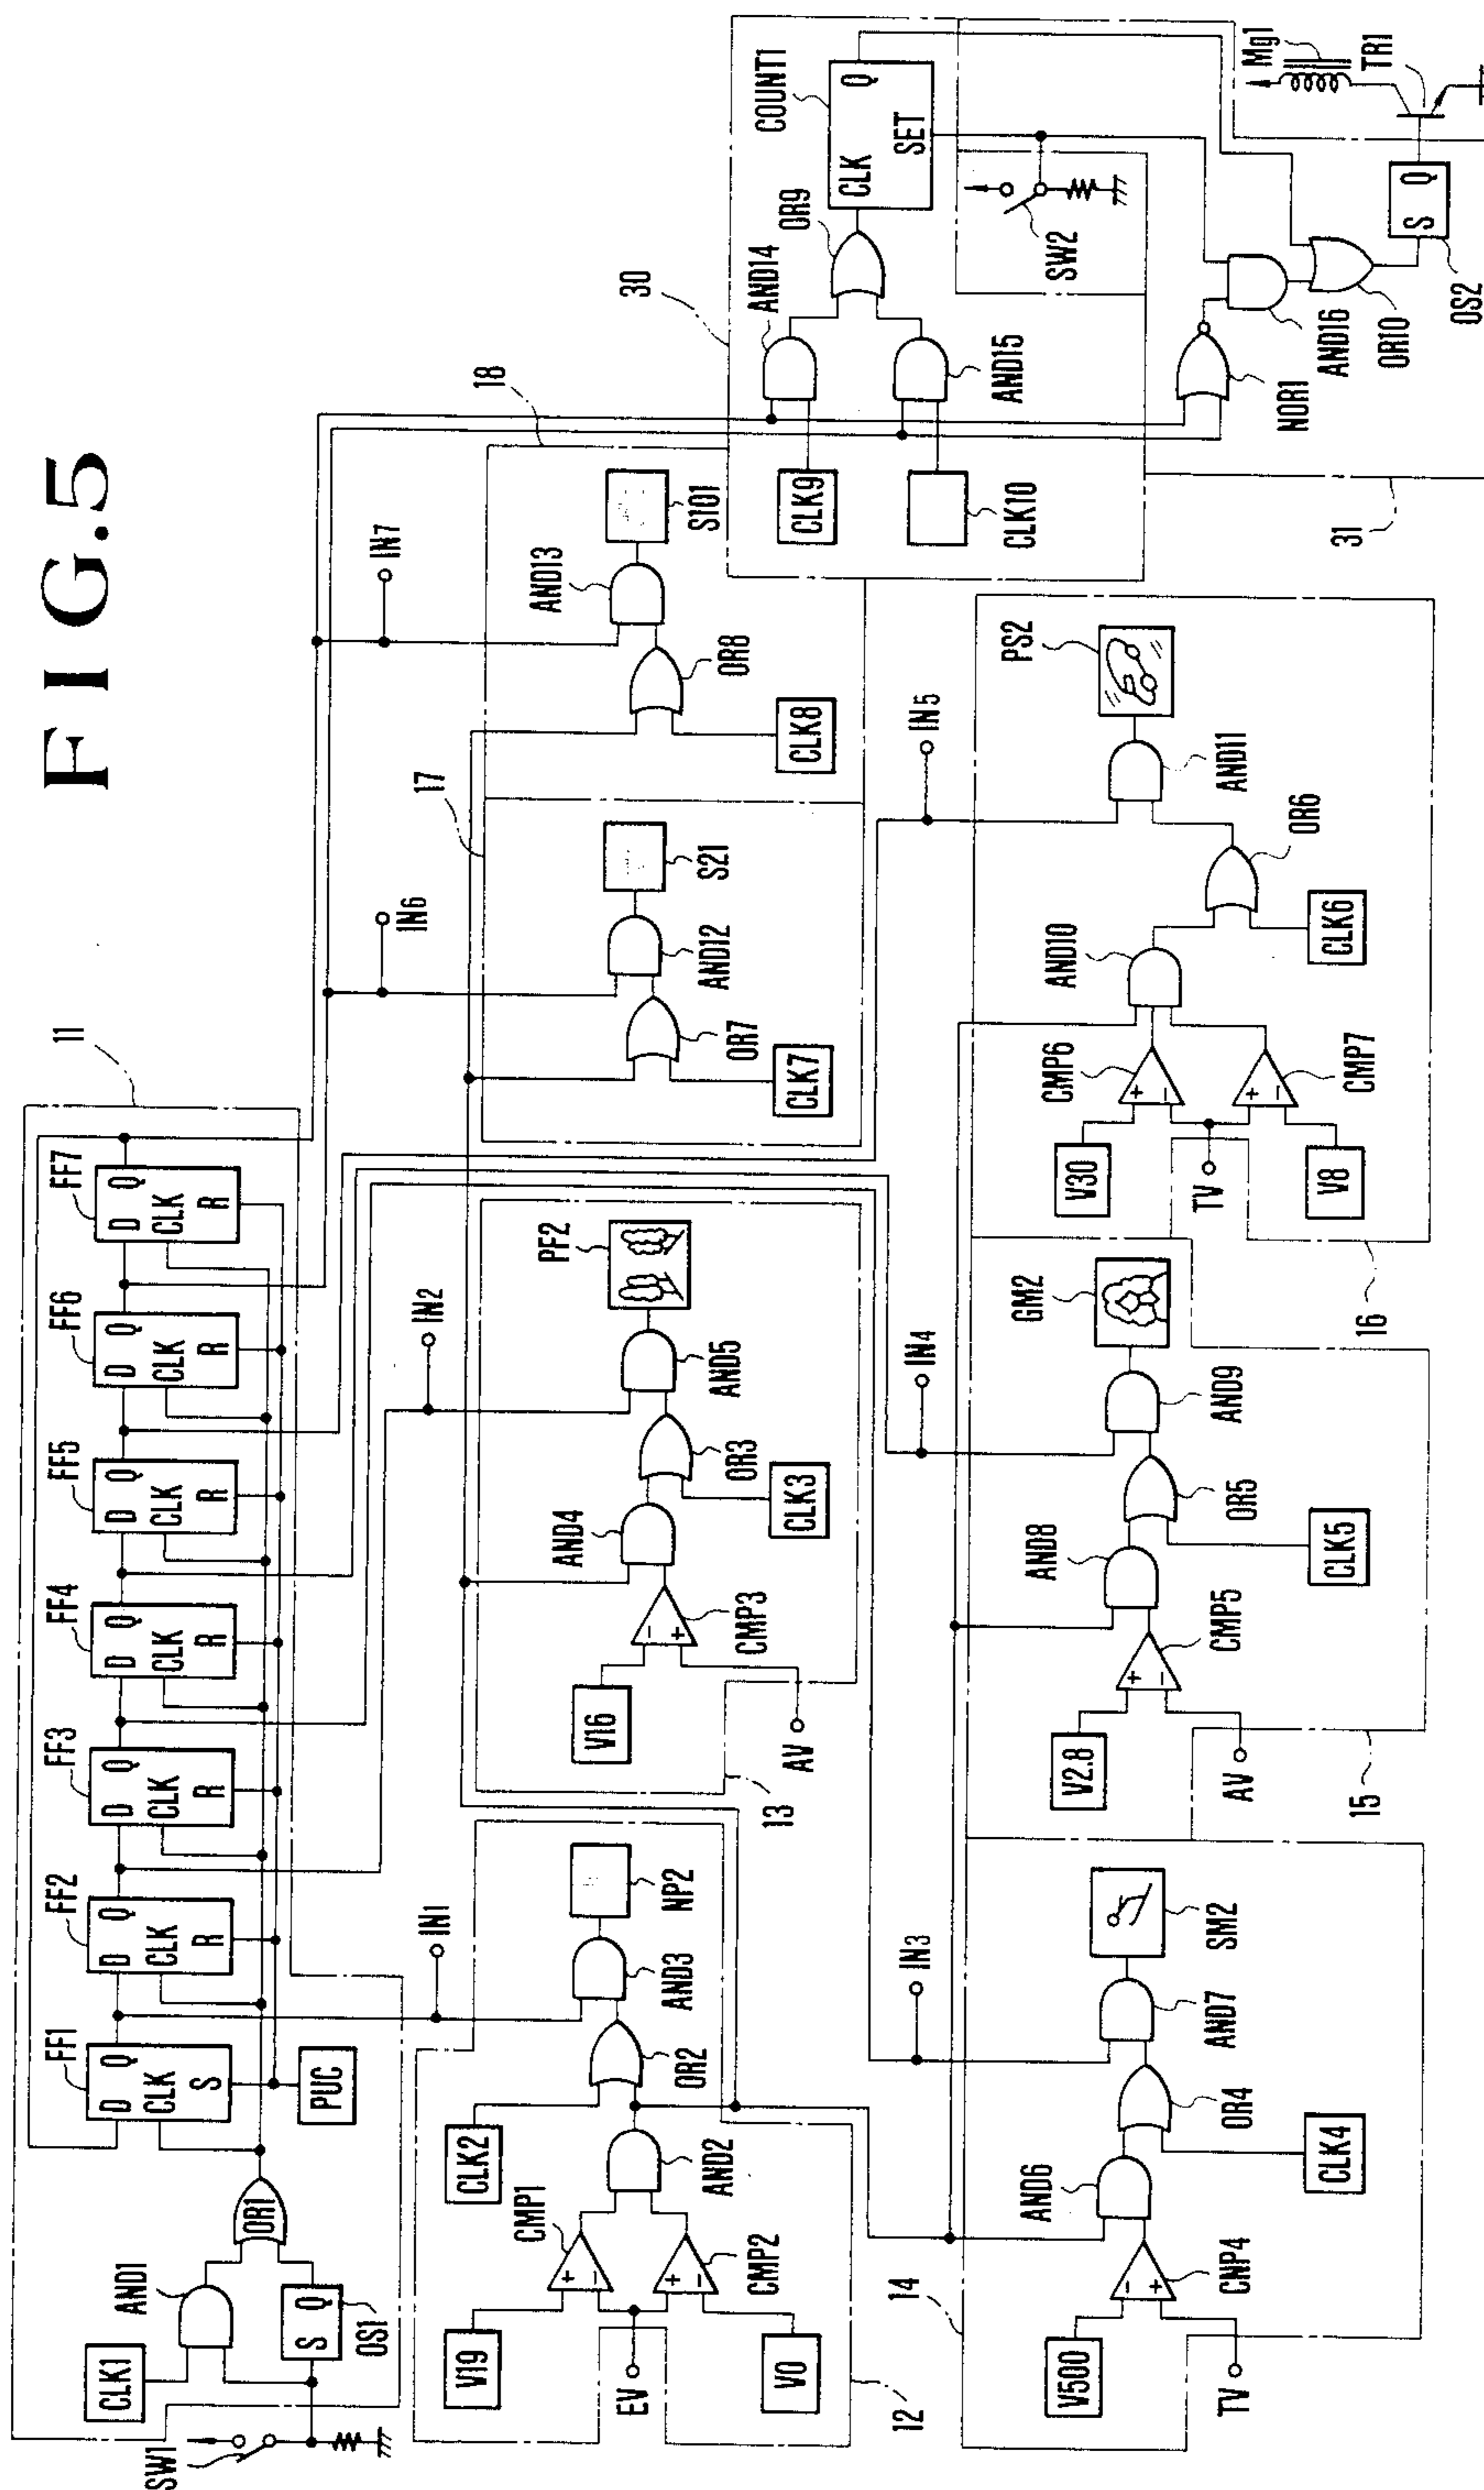 FIG.5
11
FF1
D Q
CLK
S
FF2
D Q
CLK
R
FF3
D Q
CLK
R
FF4
D Q
CLK
R
FF5
D Q
CLK
R
FF6
D Q
CLK
R
FF7
D Q
CLK
R
PUC
CLK1
AND1
OR1
S Q
OS1
SW1
IN1
IN2
IN6
IN7
12
V19
CMP1
+
−
EV
CMP2
+
−
V0
CLK2
AND2
OR2
AND3
NP2
13
V16
−
+
CMP3
AV
AND4
OR3
CLK3
AND5
PF2
17
CLK7
OR7
AND12
S21
18
CLK8
OR8
AND13
S101
14
V500
−
+
CNP4
TV
AND6
OR4
CLK4
AND7
SM2
IN3
15
V2.8
+
−
CMP5
AV
AND8
OR5
CLK5
AND9
GM2
IN4
16
V30
CMP6
+
−
TV
+
−
CMP7
V8
AND10
OR6
CLK6
AND11
PS2
IN5
30
CLK9
CLK10
AND14
AND15
OR9
COUNT1
CLK Q
SET
SW2
31
NOR1
AND16
OR10
S Q
OS2
TR1
Mg1